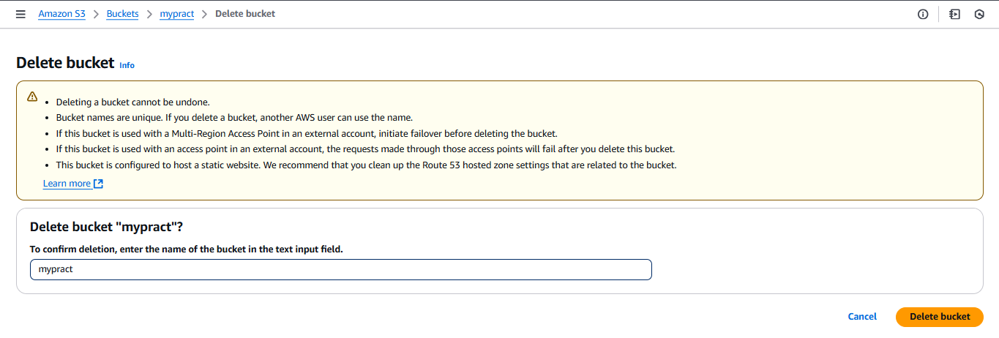 Amazon S3 > Buckets > mypract > Delete bucket
Delete bucket Info
• Deleting a bucket cannot be undone.
• Bucket names are unique. If you delete a bucket, another AWS user can use the name.
• If this bucket is used with a Multi-Region Access Point in an external account, initiate failover before deleting the bucket.
• If this bucket is used with an access point in an external account, the requests made through those access points will fail after you delete this bucket.
• This bucket is configured to host a static website. We recommend that you clean up the Route 53 hosted zone settings that are related to the bucket.
Learn more
Delete bucket "mypract"?
To confirm deletion, enter the name of the bucket in the text input field.
mypract
Cancel Delete bucket